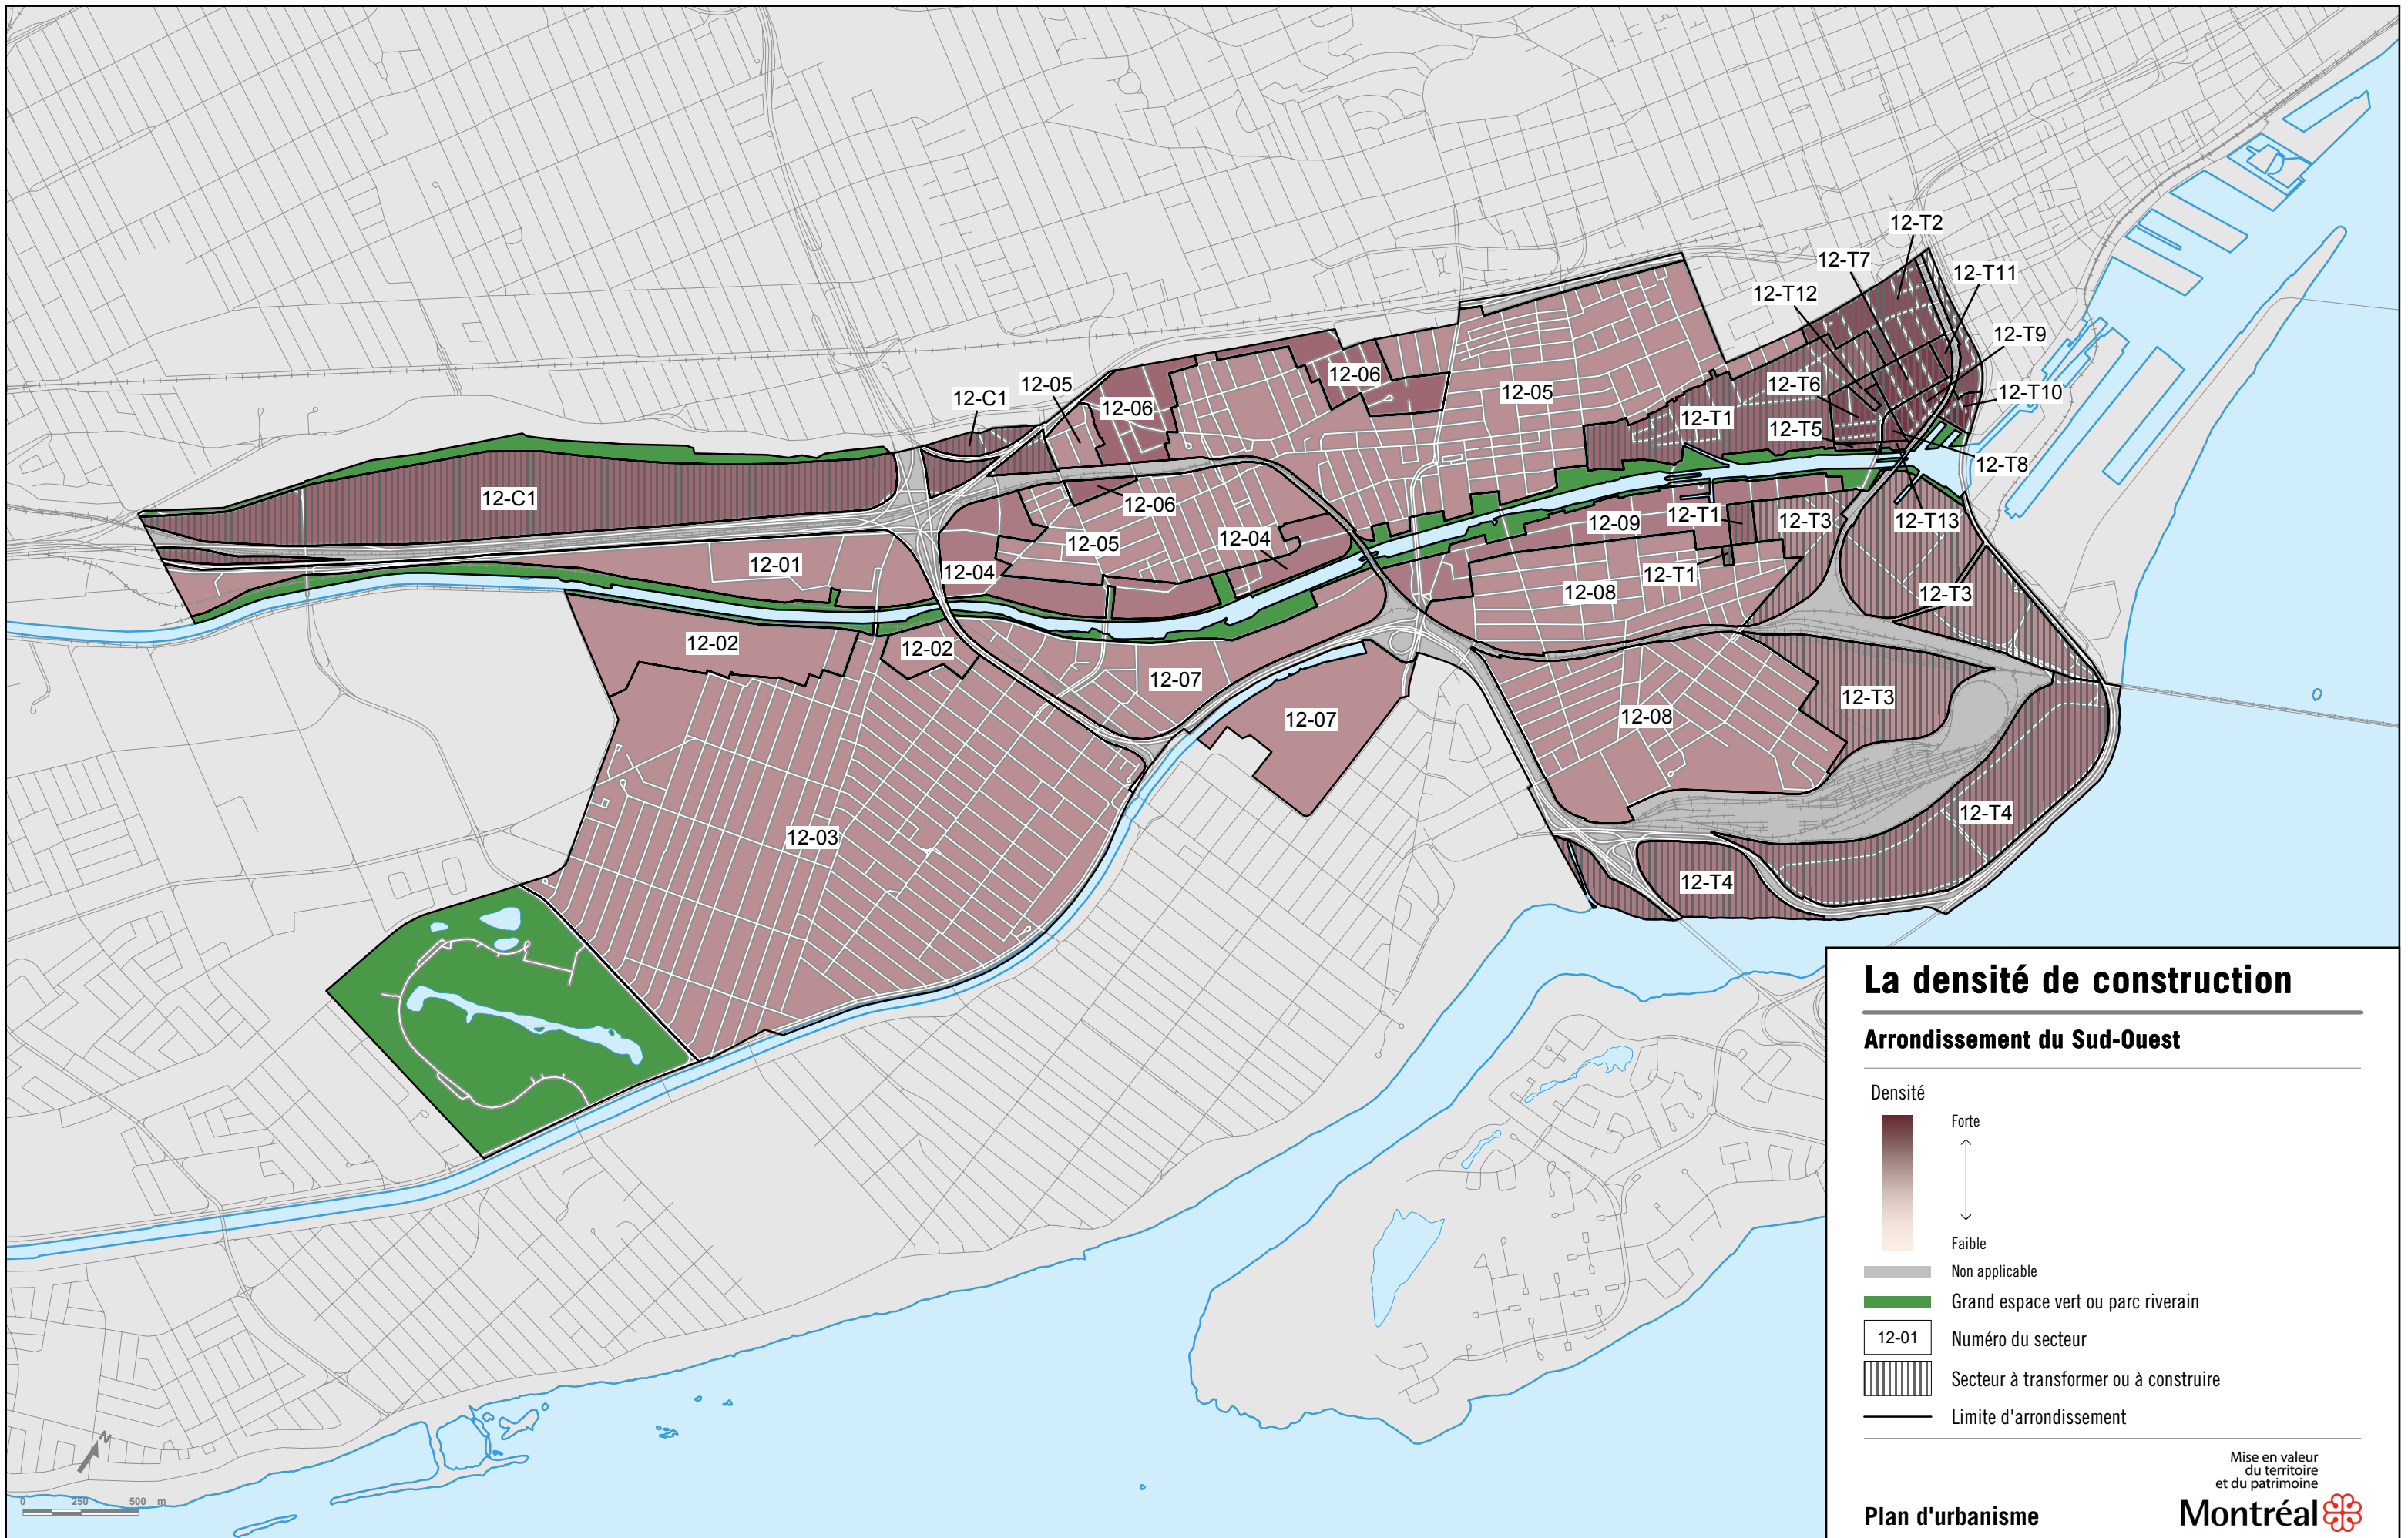 12-T2
12-T7
12-T11
12-T12
12-T9
12-05
12-06
12-T6
12-C1
12-05
12-T10
12-06
12-T1
12-T5
12-T8
12-C1
12-06
12-09
12-T1
12-T3
12-T13
12-04
12-05
12-01
12-04
12-T1
12-08
12-T3
12-02
12-02
12-07
12-T3
12-07
12-08
12-T4
12-03
12-T4
La densité de construction
Arrondissement du Sud-Ouest
Densité
Forte
Faible
Non applicable
Grand espace vert ou parc riverain
12-01 Numéro du secteur
Secteur à transformer ou à construire
Limite d'arrondissement
Mise en valeur
du territoire
et du patrimoine
Plan d'urbanisme
Montréal
N
0 250 500 m